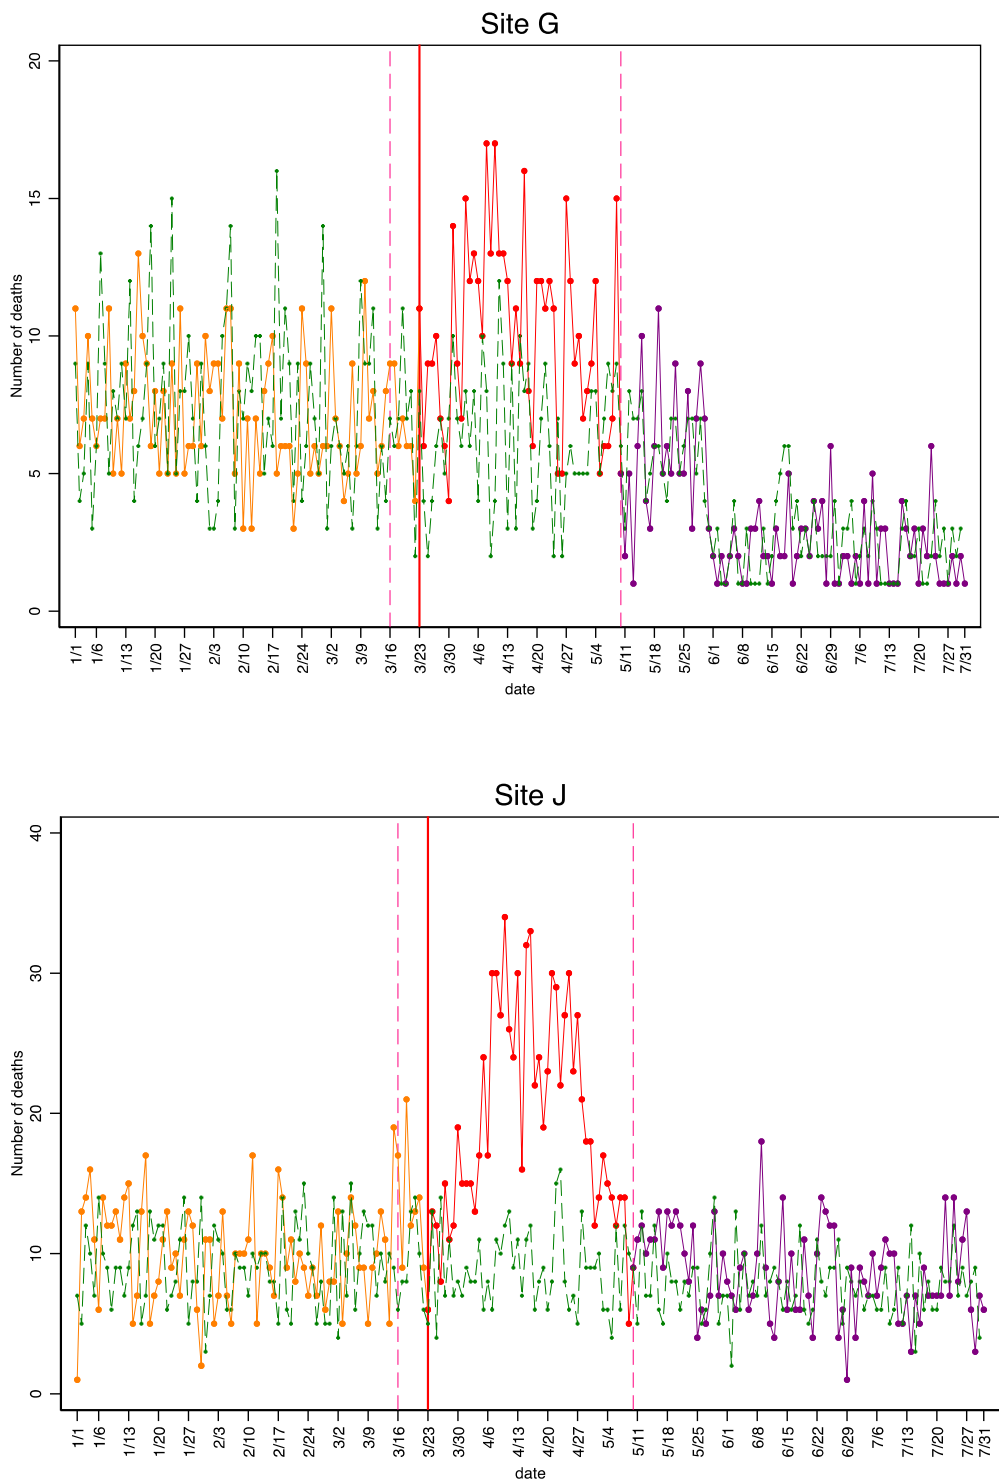 Site G
Number of deaths
20
15
10
5
0
1/1 1/6 1/13 1/20 1/27 2/3 2/10 2/17 2/24 3/2 3/9 3/16 3/23 3/30 4/6 4/13 4/20 4/27 5/4 5/11 5/18 5/25 6/1 6/8 6/15 6/22 6/29 7/6 7/13 7/20 7/27 7/31
date
Site J
Number of deaths
40
30
20
10
0
1/1 1/6 1/13 1/20 1/27 2/3 2/10 2/17 2/24 3/2 3/9 3/16 3/23 3/30 4/6 4/13 4/20 4/27 5/4 5/11 5/18 5/25 6/1 6/8 6/15 6/22 6/29 7/6 7/13 7/20 7/27 7/31
date